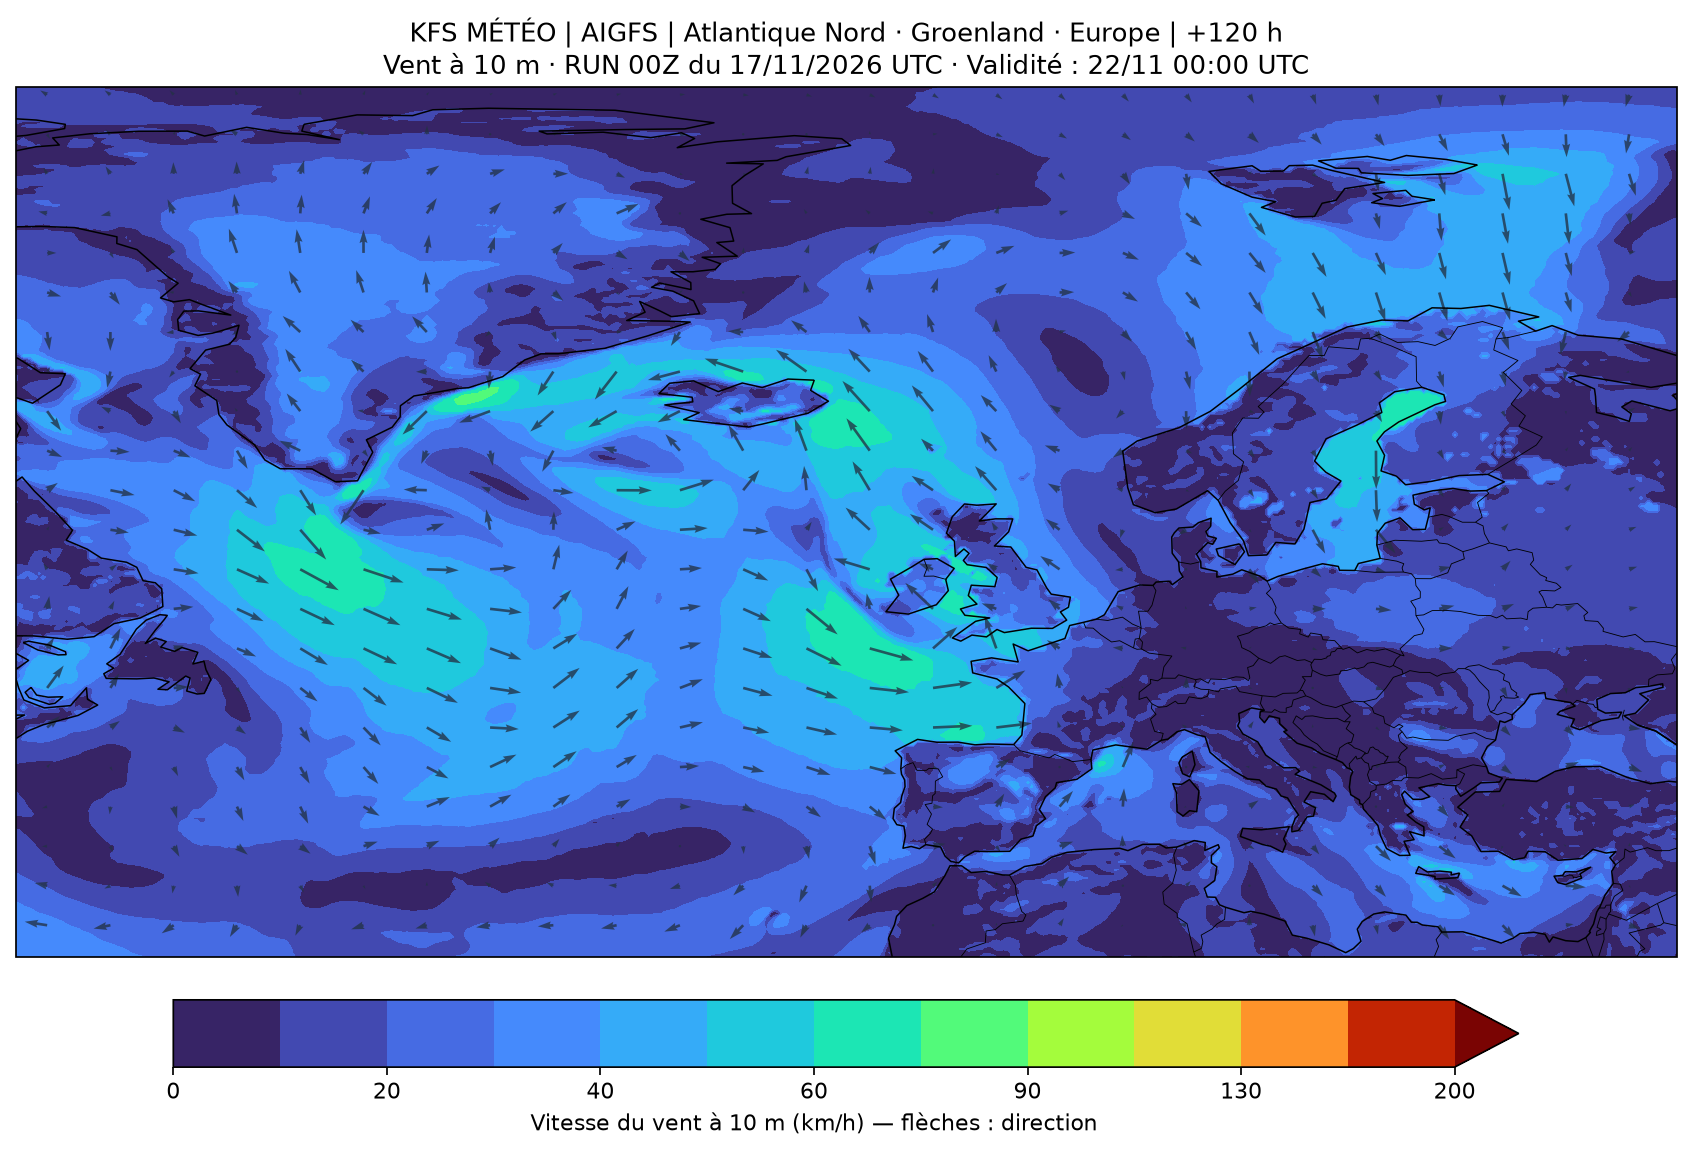 KFS MÉTÉO | AIGFS | Atlantique Nord · Groenland · Europe | +120 h
Vent à 10 m · RUN 00Z du 17/11/2026 UTC · Validité : 22/11 00:00 UTC
0 20 40 60 90 130 200
Vitesse du vent à 10 m (km/h) — flèches : direction